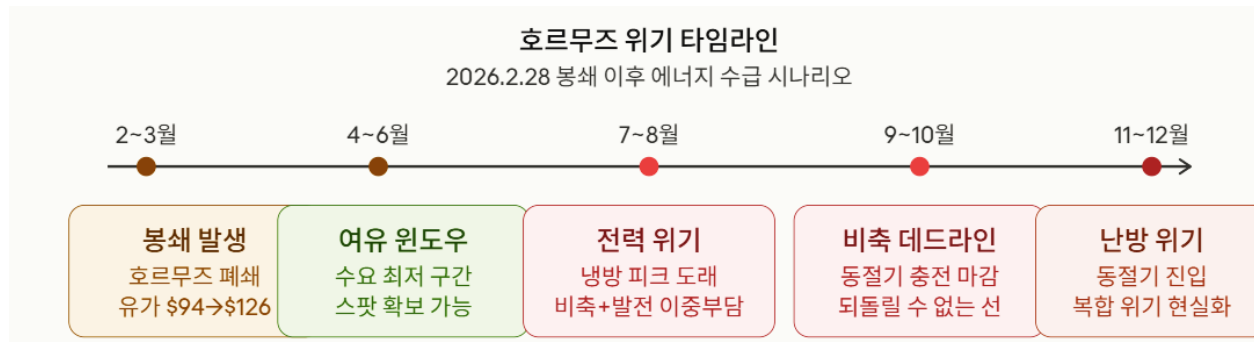 호르무즈 위기 타임라인
2026.2.28 봉쇄 이후 에너지 수급 시나리오
2~3월
4~6월
7~8월
9~10월
11~12월
봉쇄 발생
호르무즈 폐쇄
유가 $94→$126
여유 윈도우
수요 최저 구간
스팟 확보 가능
전력 위기
냉방 피크 도래
비축+발전 이중부담
비축 데드라인
동절기 충전 마감
되돌릴 수 없는 선
난방 위기
동절기 진입
복합 위기 현실화